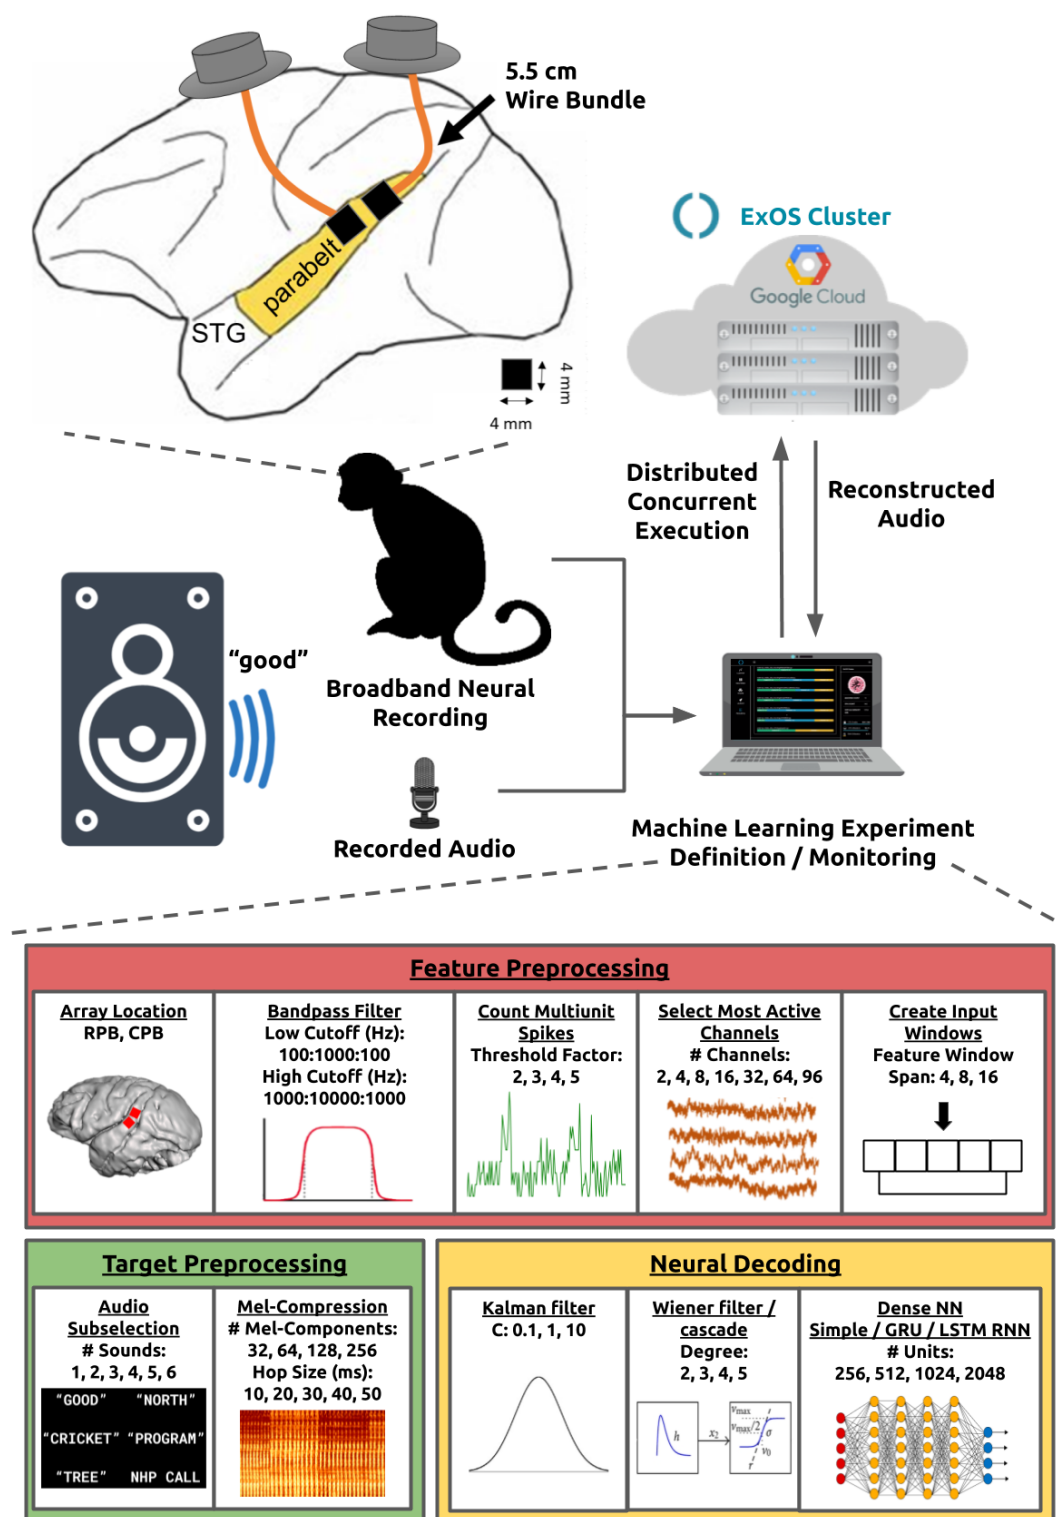 5.5 cm
Wire Bundle
parabelt
STG
4 mm
4 mm
ExOS Cluster
Google Cloud
Distributed
Concurrent
Execution
Reconstructed
Audio
“good”
Broadband Neural
Recording
Recorded Audio
Machine Learning Experiment
Definition / Monitoring
Feature Preprocessing
Array Location
RPB, CPB
Bandpass Filter
Low Cutoff (Hz):
100:1000:100
High Cutoff (Hz):
1000:10000:1000
Count Multiunit
Spikes
Threshold Factor:
2, 3, 4, 5
Select Most Active
Channels
# Channels:
2, 4, 8, 16, 32, 64, 96
Create Input
Windows
Feature Window
Span: 4, 8, 16
Target Preprocessing
Audio
Subselection
# Sounds:
1, 2, 3, 4, 5, 6
“GOOD” “NORTH”
“CRICKET” “PROGRAM”
“TREE” NHP CALL
Mel-Compression
# Mel-Components:
32, 64, 128, 256
Hop Size (ms):
10, 20, 30, 40, 50
Neural Decoding
Kalman filter
C: 0.1, 1, 10
Wiener filter /
cascade
Degree:
2, 3, 4, 5
h
x2
vmax
vmax/2
σ
v0
r
Dense NN
Simple / GRU / LSTM RNN
# Units:
256, 512, 1024, 2048